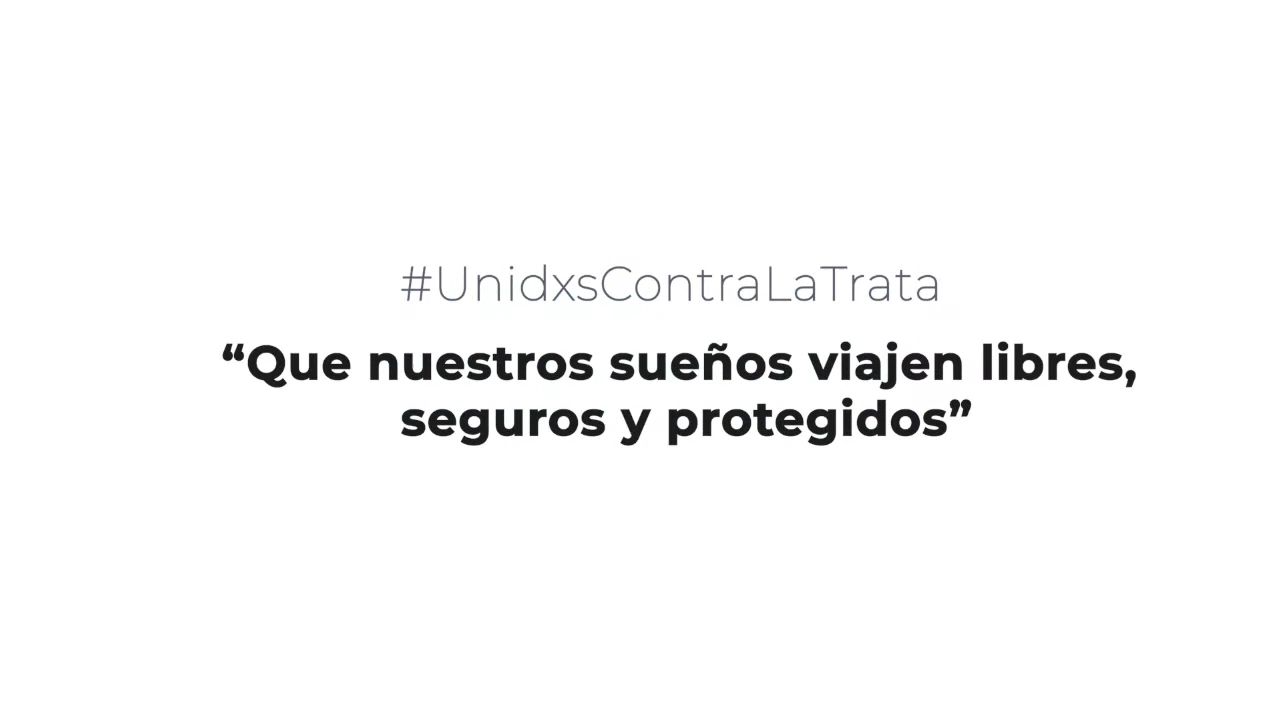 #UnidxsContraLaTrata
“Que nuestros sueños viajen libres,
seguros y protegidos”